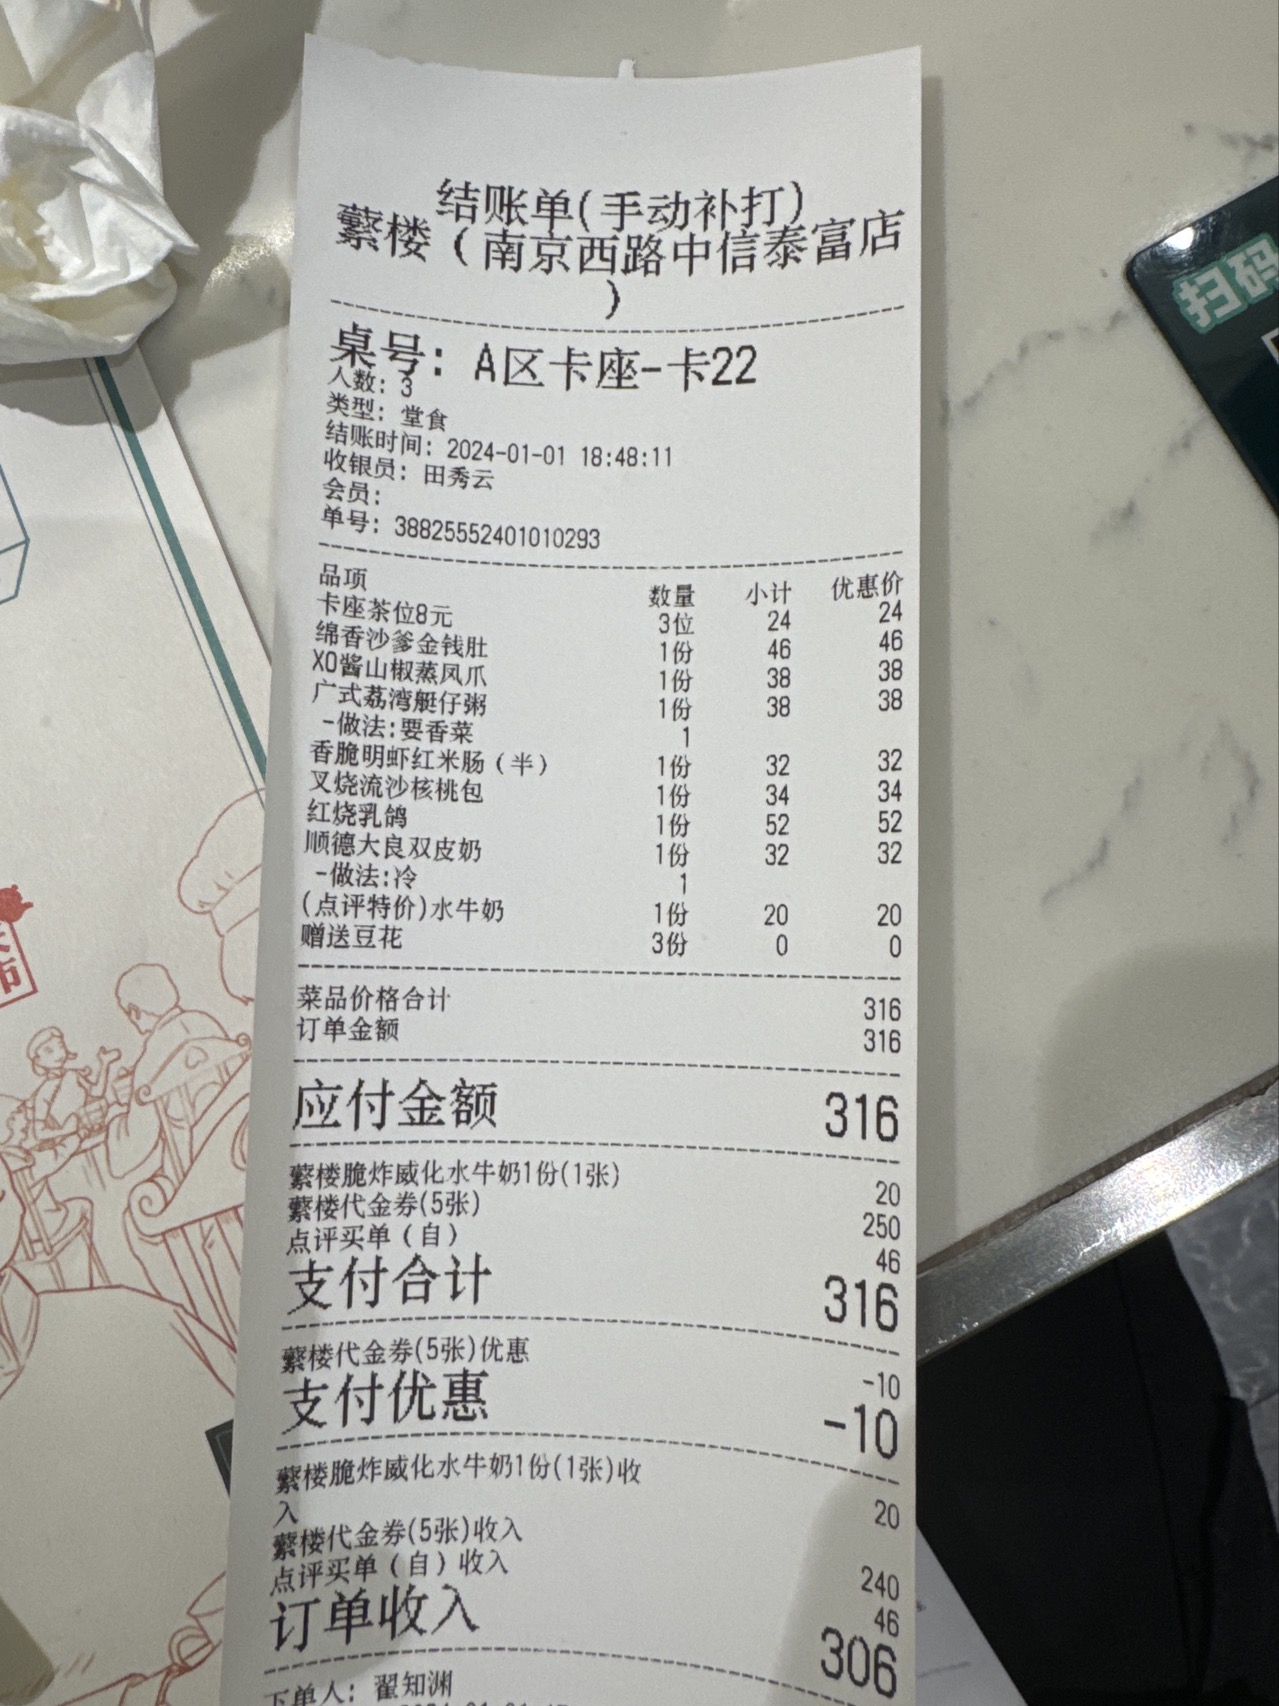 结账单(手动补打)
蘩楼（南京西路中信泰富店
）
桌号：A区卡座-卡22
人数：3
类型：堂食
结账时间：2024-01-01 18:48:11
收银员：田秀云
会员：
单号：38825552401010293
品项 数量 小计 优惠价
卡座茶位8元 3位 24 24
绵香沙爹金钱肚 1份 46 46
XO酱山椒蒸凤爪 1份 38 38
广式荔湾艇仔粥 1份 38 38
-做法:要香菜 1
香脆明虾红米肠（半） 1份 32 32
叉烧流沙核桃包 1份 34 34
红烧乳鸽 1份 52 52
顺德大良双皮奶 1份 32 32
-做法:冷 1
(点评特价)水牛奶 1份 20 20
赠送豆花 3份 0 0
菜品价格合计 316
订单金额 316
应付金额 316
蘩楼脆炸威化水牛奶1份(1张) 20
蘩楼代金券(5张) 250
点评买单（自） 46
支付合计 316
蘩楼代金券(5张)优惠 -10
支付优惠 -10
蘩楼脆炸威化水牛奶1份(1张)收
入 20
蘩楼代金券(5张)收入 240
点评买单（自）收入 46
订单收入 306
下单人：翟知渊
扫码